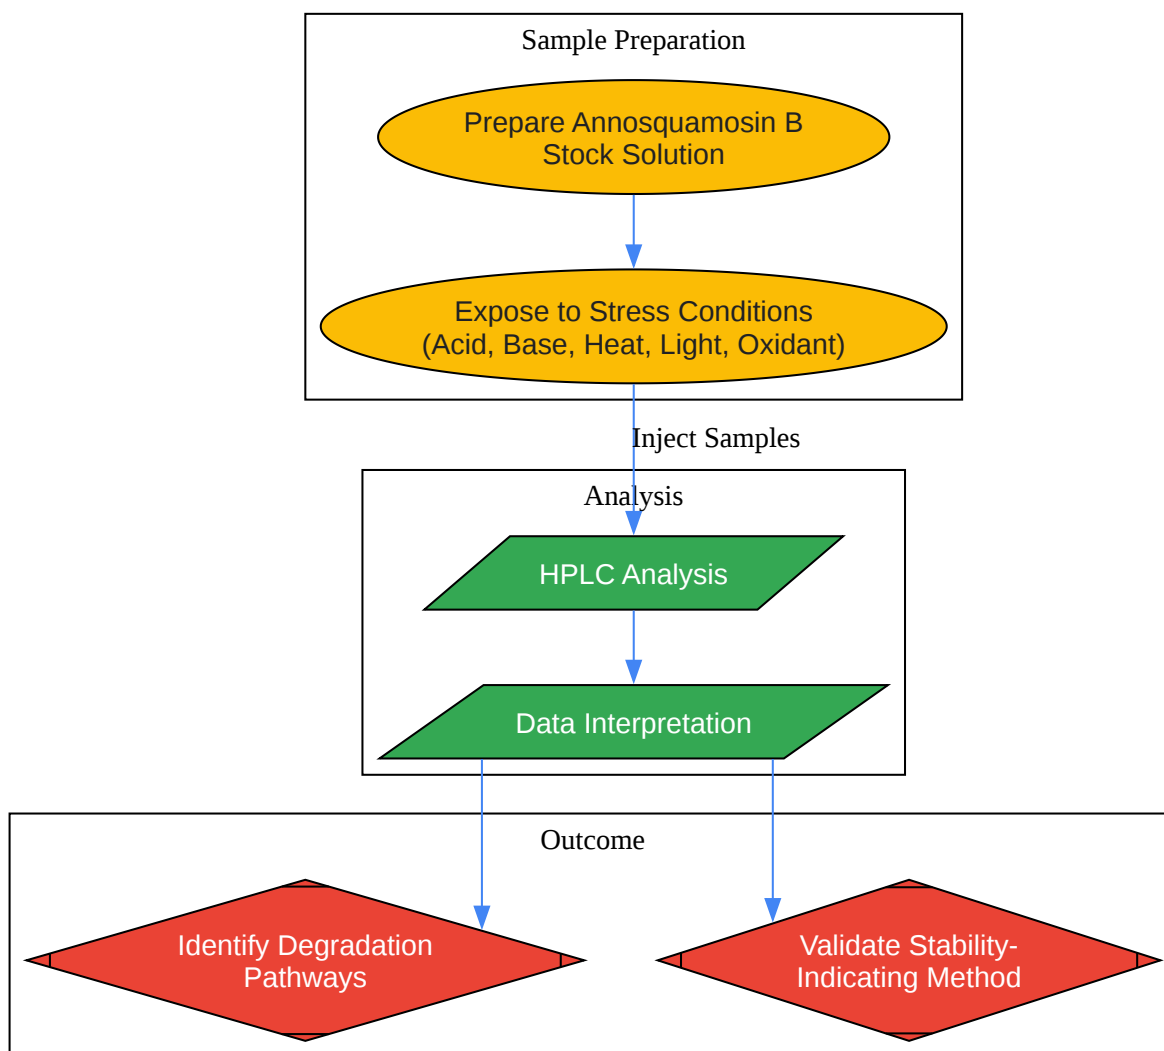 Sample Preparation
Prepare Annosquamosin B
Stock Solution
Expose to Stress Conditions
(Acid, Base, Heat, Light, Oxidant)
Inject Samples
Analysis
HPLC Analysis
Data Interpretation
Outcome
Identify Degradation
Pathways
Validate Stability-
Indicating Method